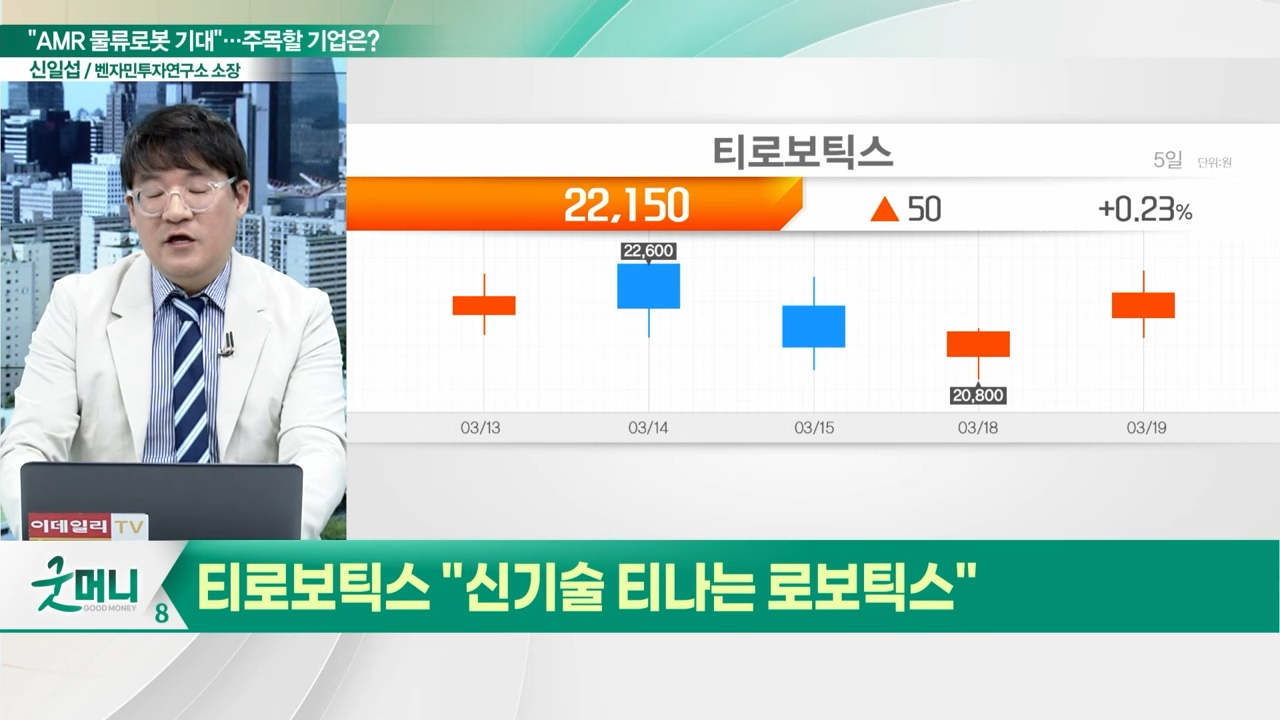 "AMR 물류로봇 기대"…주목할 기업은?
신일섭 / 벤자민투자연구소 소장
티로보틱스
5일 단위:원
22,150 ▲ 50 +0.23%
22,600
20,800
03/13 03/14 03/15 03/18 03/19
이데일리 TV
굿머니
GOOD MONEY
8
티로보틱스 "신기술 티나는 로보틱스"